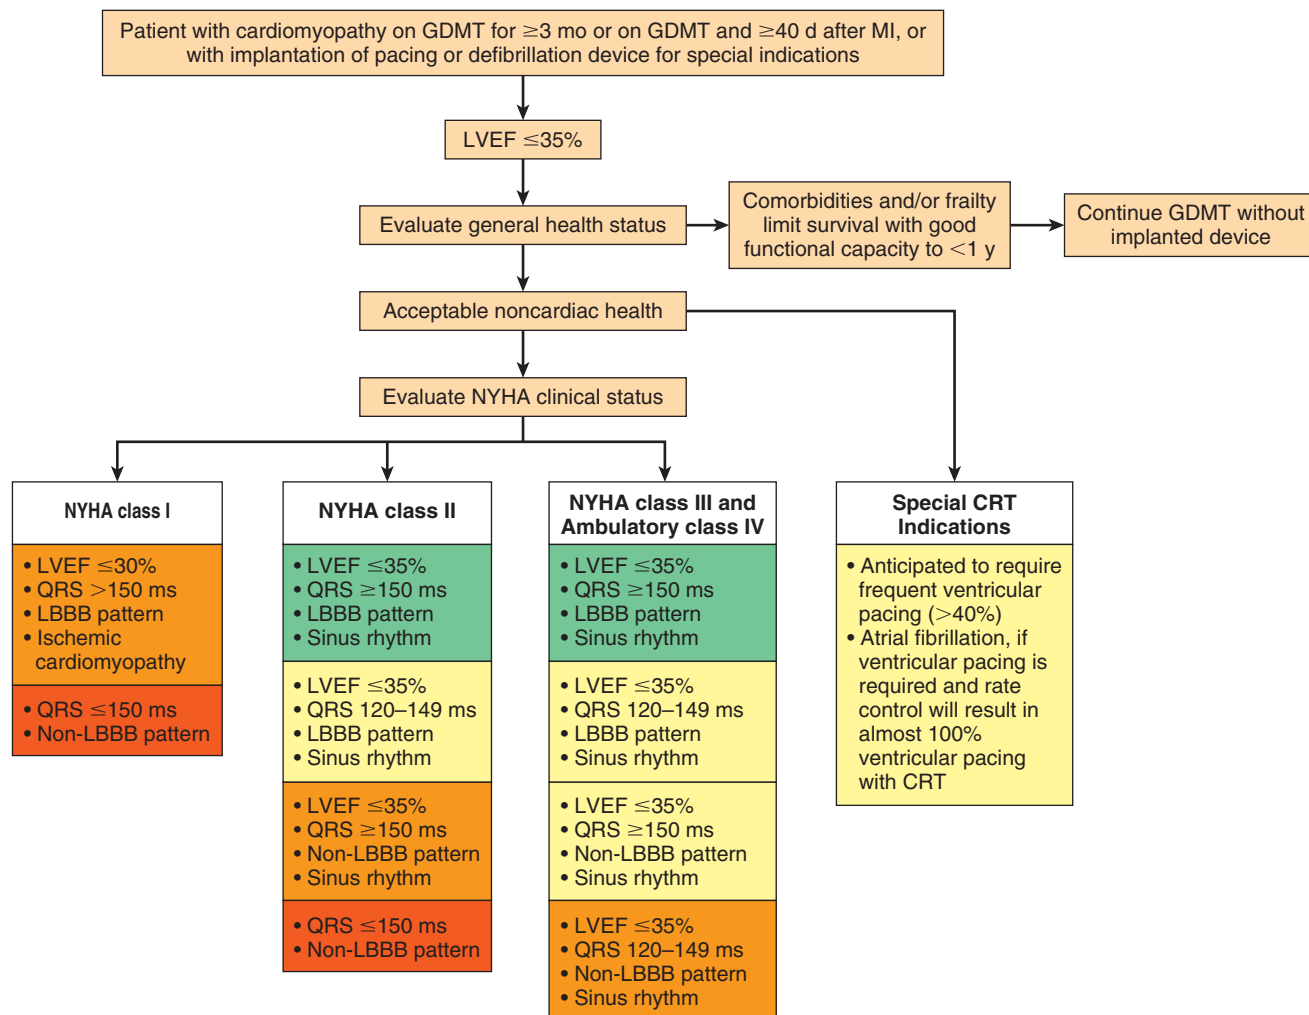 Patient with cardiomyopathy on GDMT for ≥3 mo or on GDMT and ≥40 d after MI, or
with implantation of pacing or defibrillation device for special indications
LVEF ≤35%
Evaluate general health status
Comorbidities and/or frailty
limit survival with good
functional capacity to <1 y
Continue GDMT without
implanted device
Acceptable noncardiac health
Evaluate NYHA clinical status
NYHA class I
• LVEF ≤30%
• QRS >150 ms
• LBBB pattern
• Ischemic
cardiomyopathy
• QRS ≤150 ms
• Non-LBBB pattern
NYHA class II
• LVEF ≤35%
• QRS ≥150 ms
• LBBB pattern
• Sinus rhythm
• LVEF ≤35%
• QRS 120–149 ms
• LBBB pattern
• Sinus rhythm
• LVEF ≤35%
• QRS ≥150 ms
• Non-LBBB pattern
• Sinus rhythm
• QRS ≤150 ms
• Non-LBBB pattern
NYHA class III and
Ambulatory class IV
• LVEF ≤35%
• QRS ≥150 ms
• LBBB pattern
• Sinus rhythm
• LVEF ≤35%
• QRS 120–149 ms
• LBBB pattern
• Sinus rhythm
• LVEF ≤35%
• QRS ≥150 ms
• Non-LBBB pattern
• Sinus rhythm
• LVEF ≤35%
• QRS 120–149 ms
• Non-LBBB pattern
• Sinus rhythm
Special CRT
Indications
• Anticipated to require
frequent ventricular
pacing (>40%)
• Atrial fibrillation, if
ventricular pacing is
required and rate
control will result in
almost 100%
ventricular pacing
with CRT